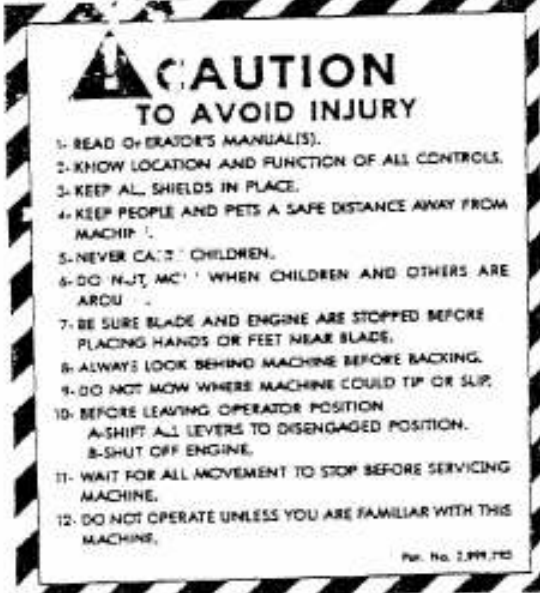 CAUTION
TO AVOID INJURY
1- READ OPERATOR'S MANUAL(S).
2- KNOW LOCATION AND FUNCTION OF ALL CONTROLS.
3- KEEP ALL SHIELDS IN PLACE.
4- KEEP PEOPLE AND PETS A SAFE DISTANCE AWAY FROM
MACHINE.
5- NEVER CHILDREN.
6- DO NOT WHEN CHILDREN AND OTHERS ARE
7- BE SURE BLADE AND ENGINE ARE STOPPED BEFORE
PLACING HANDS OR FEET NEAR BLADE.
8- ALWAYS LOOK BEHIND MACHINE BEFORE BACKING.
9- DO NOT MOW WHERE MACHINE COULD TIP OR SLIP.
10- BEFORE LEAVING OPERATOR POSITION
A-SHIFT ALL LEVERS TO DISENGAGED POSITION.
B-SHUT OFF ENGINE.
11- WAIT FOR ALL MOVEMENT TO STOP BEFORE SERVICING
MACHINE.
12- DO NOT OPERATE UNLESS YOU ARE FAMILIAR WITH THIS
MACHINE.
No.